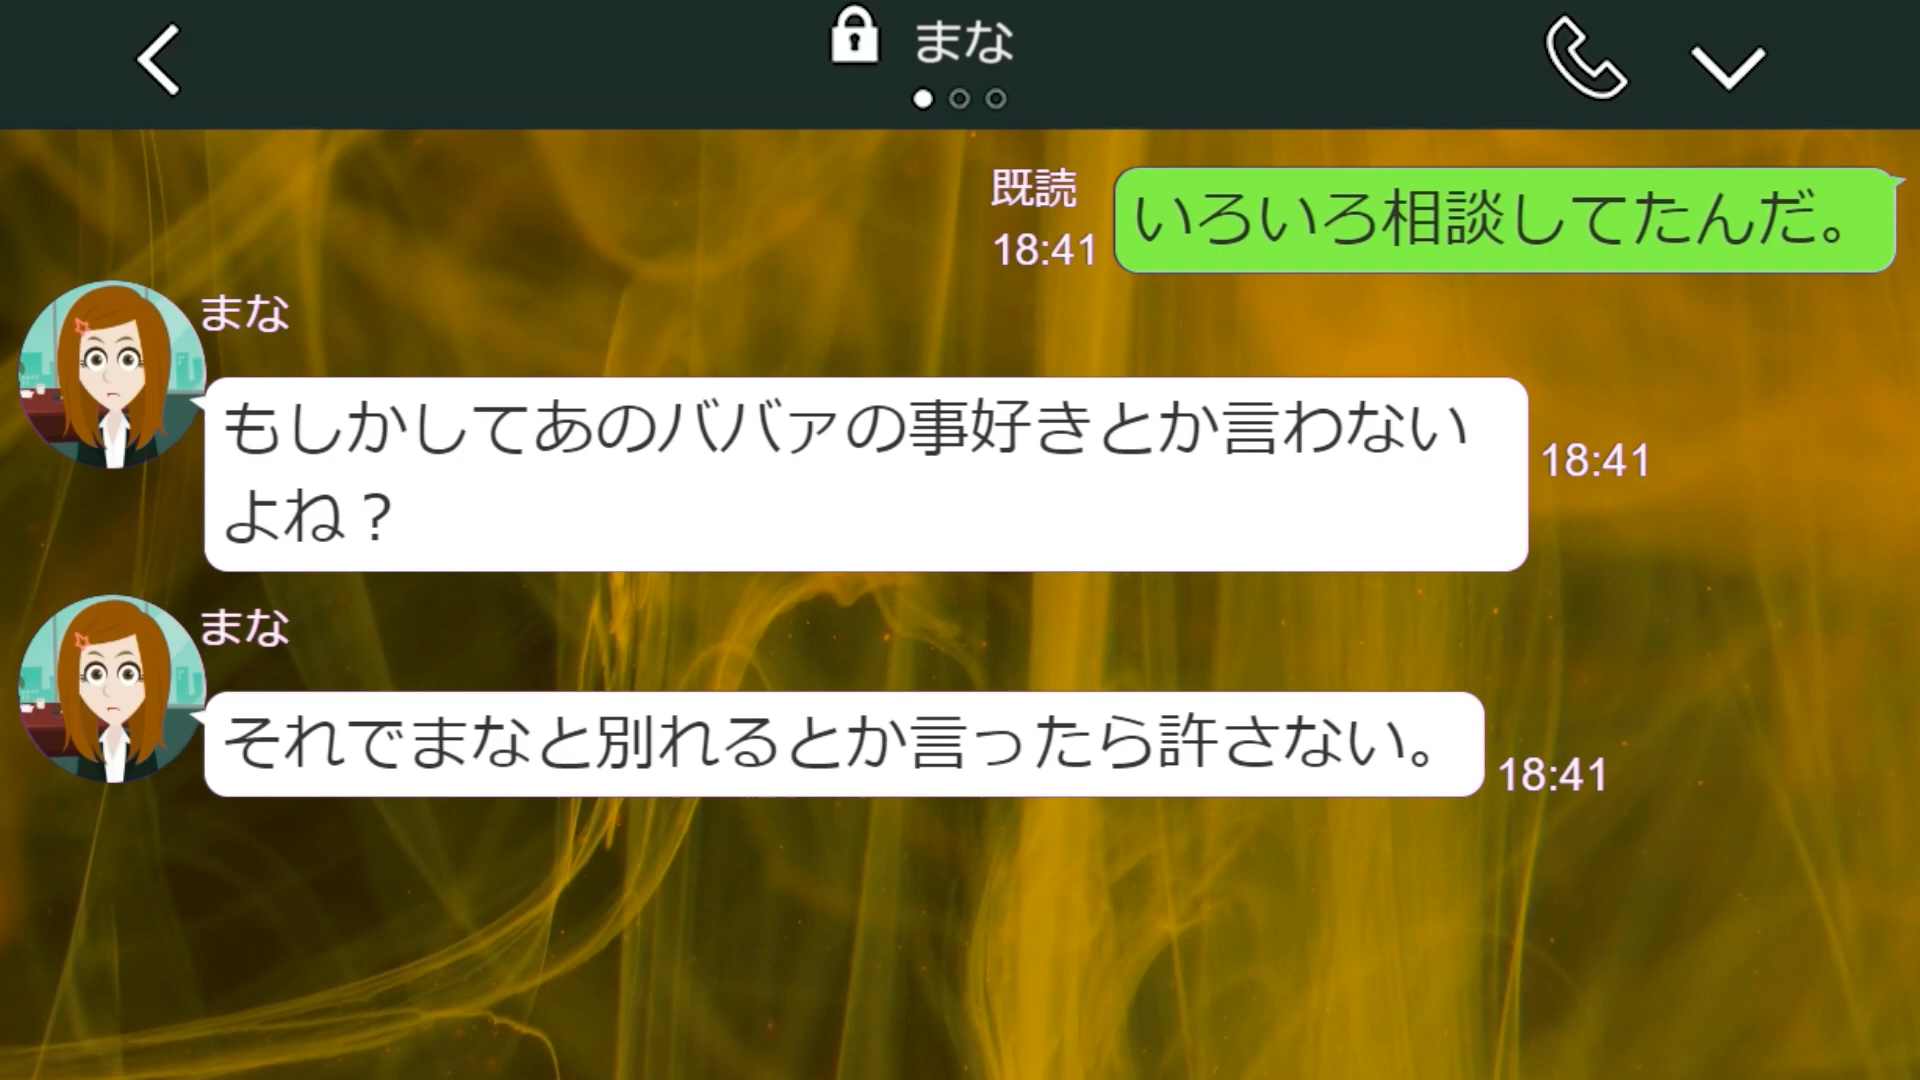 まな
既読
18:41
いろいろ相談してたんだ。
まな
もしかしてあのババァの事好きとか言わない
よね？
18:41
まな
それでまなと別れるとか言ったら許さない。
18:41